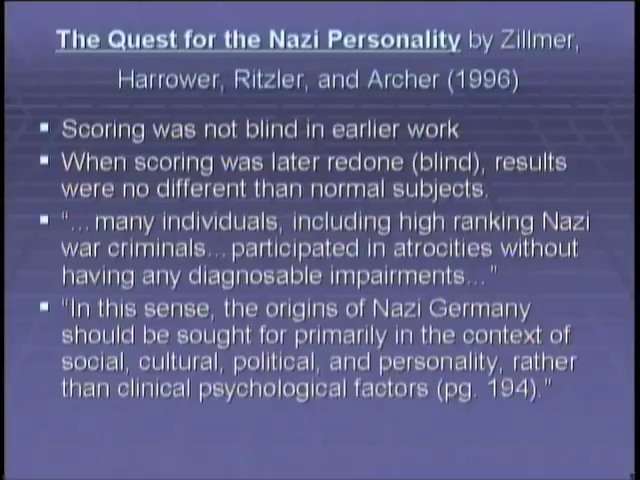 The Quest for the Nazi Personality by Zillmer,
Harrower, Ritzler, and Archer (1996)
Scoring was not blind in earlier work
When scoring was later redone (blind), results
were no different than normal subjects.
“... many individuals, including high ranking Nazi
war criminals... participated in atrocities without
having any diagnosable impairments...”
“In this sense, the origins of Nazi Germany
should be sought for primarily in the context of
social, cultural, political, and personality, rather
than clinical psychological factors (pg. 194).”